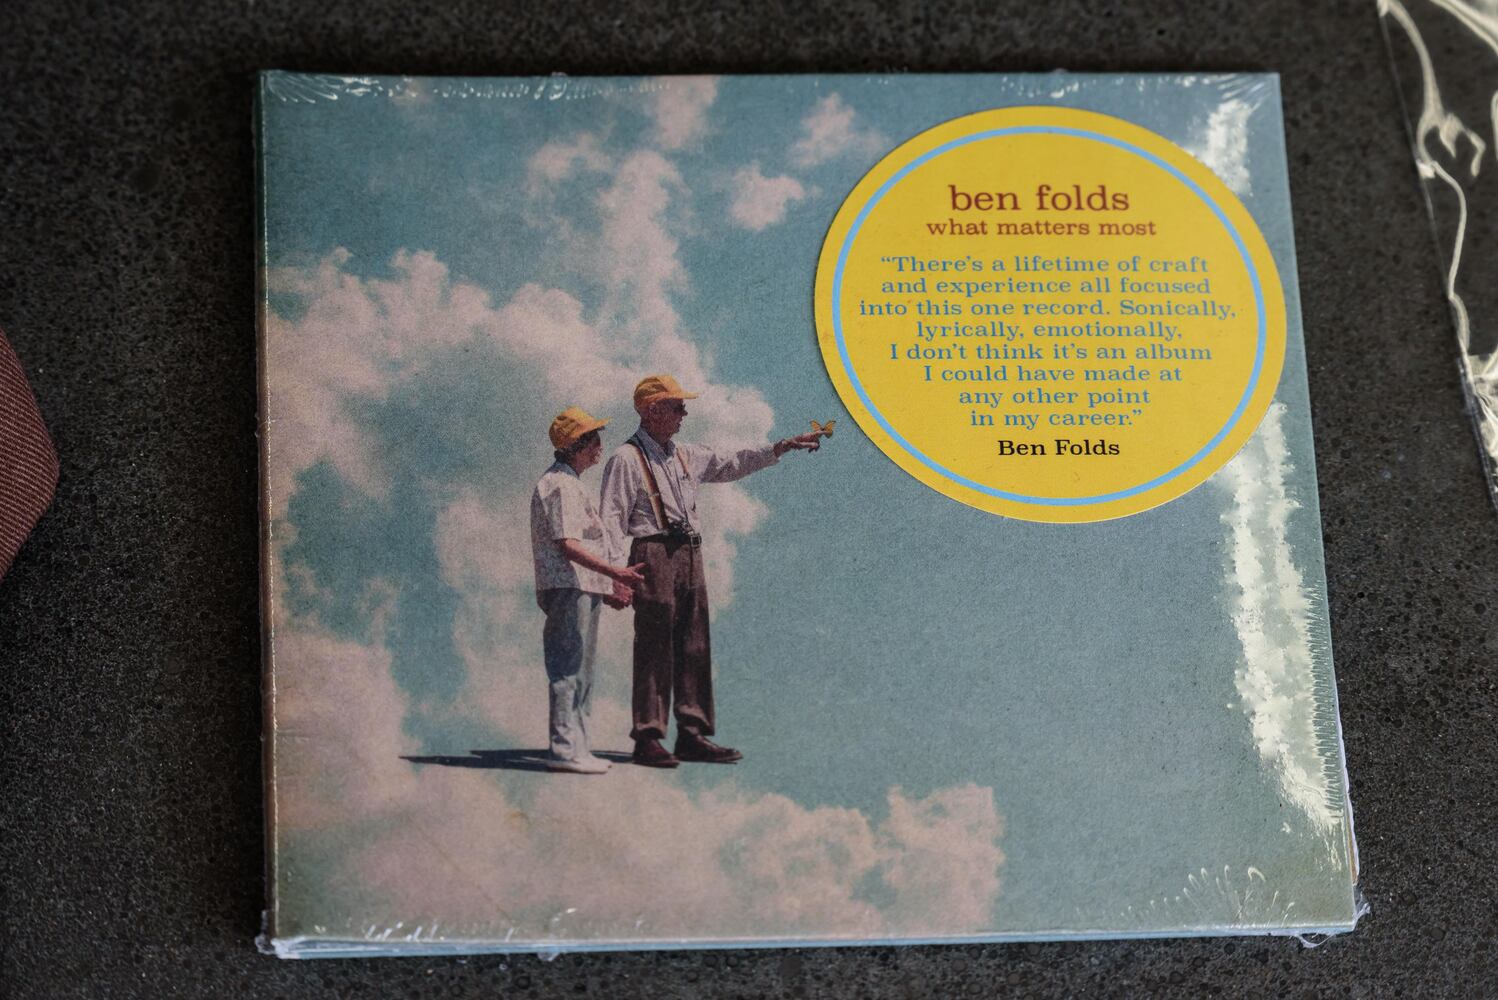 ben folds
what matters most
“There’s a lifetime of craft
and experience all focused
into this one record. Sonically,
lyrically, emotionally,
I don’t think it’s an album
I could have made at
any other point
in my career.”
Ben Folds